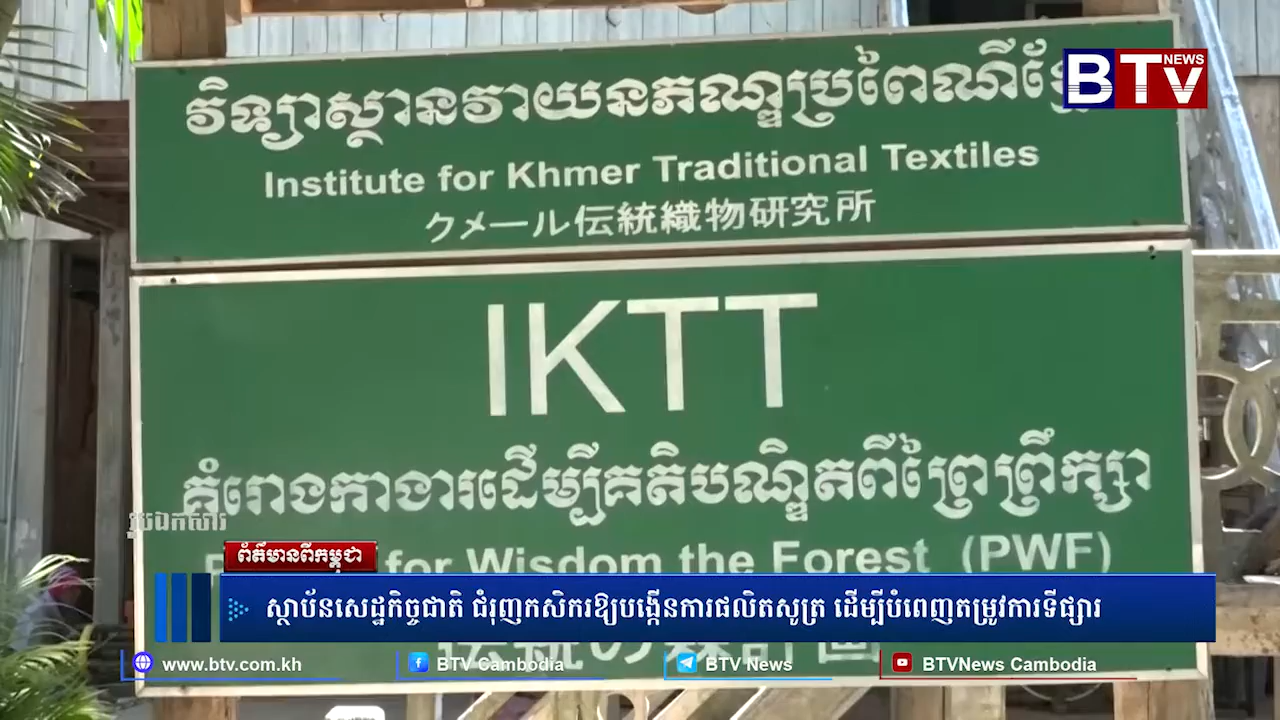 BTV NEWS
វិទ្យាស្ថានវាយនភណ្ឌប្រពៃណីខ្មែរ
Institute for Khmer Traditional Textiles
クメール伝統織物研究所
IKTT
គំរោងការងារដើម្បីគតិបណ្ឌិតពីព្រៃព្រឹក្សា
រូបឯកសារ
for Wisdom from the Forest (PWF)
ព័ត៌មានពីកម្ពុជា
ស្ថាប័នសេដ្ឋកិច្ចជាតិ ជំរុញកសិករឱ្យបង្កើនការផលិតសូត្រ ដើម្បីបំពេញតម្រូវការទីផ្សារ
www.btv.com.kh
BTV Cambodia
BTV News
BTVNews Cambodia